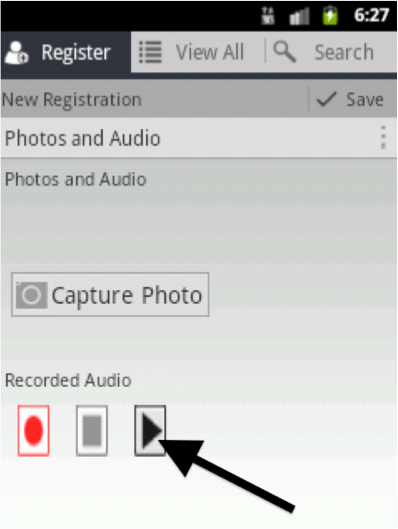 6:27
Register View All Search
New Registration Save
Photos and Audio
Photos and Audio
Capture Photo
Recorded Audio